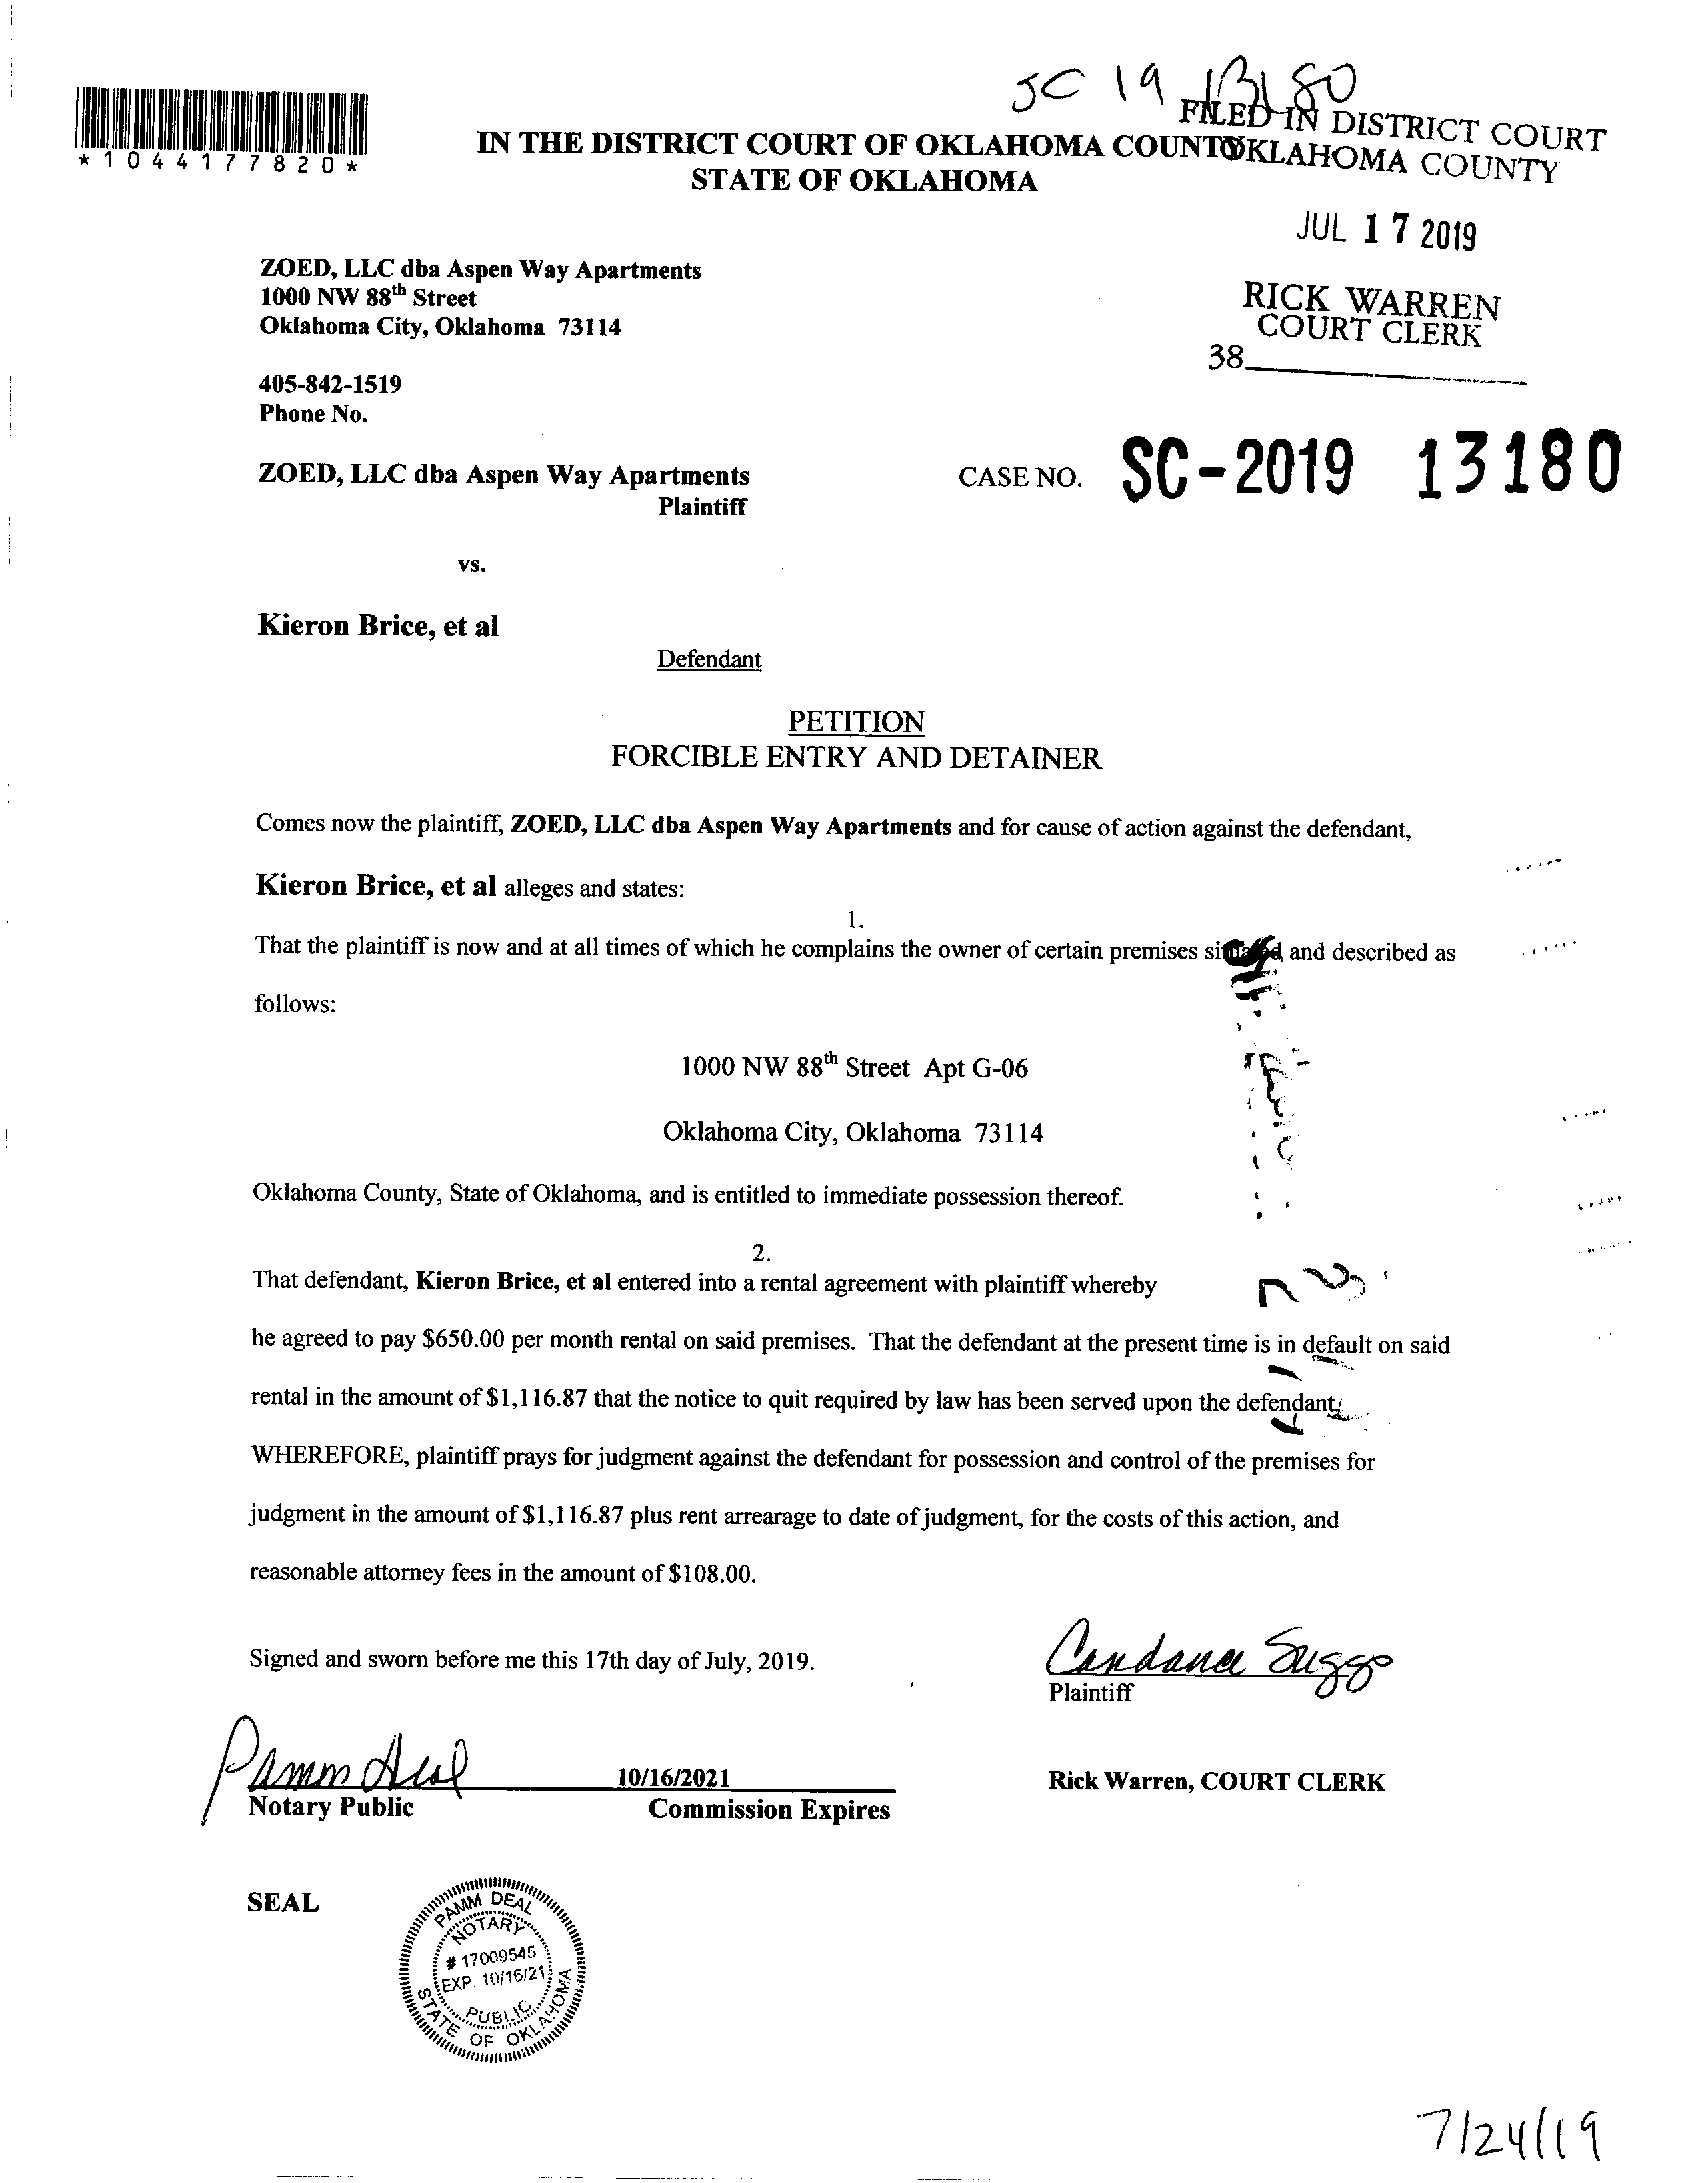 SC 19 13180
*1044177820*
FILED IN DISTRICT COURT
OKLAHOMA COUNTY
IN THE DISTRICT COURT OF OKLAHOMA COUNTY
STATE OF OKLAHOMA
JUL 17 2019
RICK WARREN
COURT CLERK
38
ZOED, LLC dba Aspen Way Apartments
1000 NW 88th Street
Oklahoma City, Oklahoma 73114
405-842-1519
Phone No.
ZOED, LLC dba Aspen Way Apartments
Plaintiff
CASE NO. SC-2019 13180
vs.
Kieron Brice, et al
Defendant
PETITION
FORCIBLE ENTRY AND DETAINER
Comes now the plaintiff, ZOED, LLC dba Aspen Way Apartments and for cause of action against the defendant,
Kieron Brice, et al alleges and states:
1.
That the plaintiff is now and at all times of which he complains the owner of certain premises situated and described as
follows:
1000 NW 88th Street Apt G-06
Oklahoma City, Oklahoma 73114
Oklahoma County, State of Oklahoma, and is entitled to immediate possession thereof.
2.
That defendant, Kieron Brice, et al entered into a rental agreement with plaintiff whereby
he agreed to pay $650.00 per month rental on said premises. That the defendant at the present time is in default on said
rental in the amount of $1,116.87 that the notice to quit required by law has been served upon the defendant.
WHEREFORE, plaintiff prays for judgment against the defendant for possession and control of the premises for
judgment in the amount of $1,116.87 plus rent arrearage to date of judgment, for the costs of this action, and
reasonable attorney fees in the amount of $108.00.
Signed and sworn before me this 17th day of July, 2019.
Candance Suggs
Plaintiff
Pamm Deal
Notary Public
10/16/2021
Commission Expires
Rick Warren, COURT CLERK
SEAL
PAMM DEAL
NOTARY
# 17009545
EXP. 10/16/21
PUBLIC
STATE OF OKLAHOMA
7/24/19